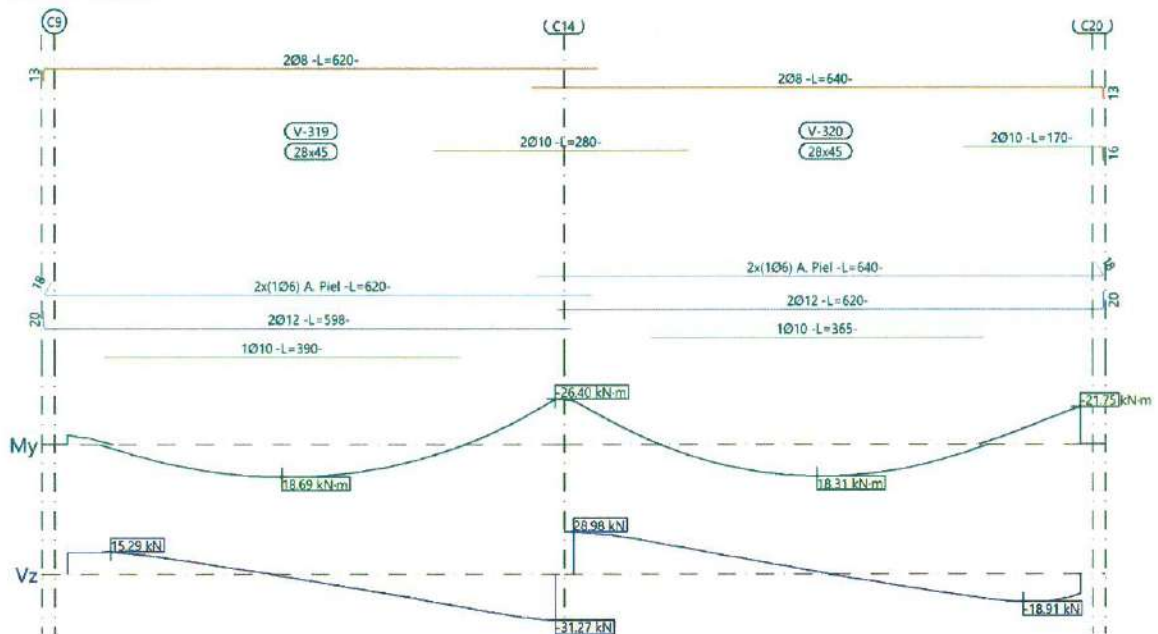 C9
C14
C20
2Ø8 -L=620-
13
2Ø8 -L=640-
13
V-319
28x45
2Ø10 -L=280-
V-320
28x45
2Ø10 -L=170-
16
2x(1Ø6) A. Piel -L=640-
18
18
2x(1Ø6) A. Piel -L=620-
2Ø12 -L=620-
20
20
2Ø12 -L=598-
1Ø10 -L=365-
1Ø10 -L=390-
-26.40 kN·m
-21.75 kN·m
My
18.69 kN·m
18.31 kN·m
15.29 kN
28.98 kN
Vz
-31.27 kN
-18.91 kN